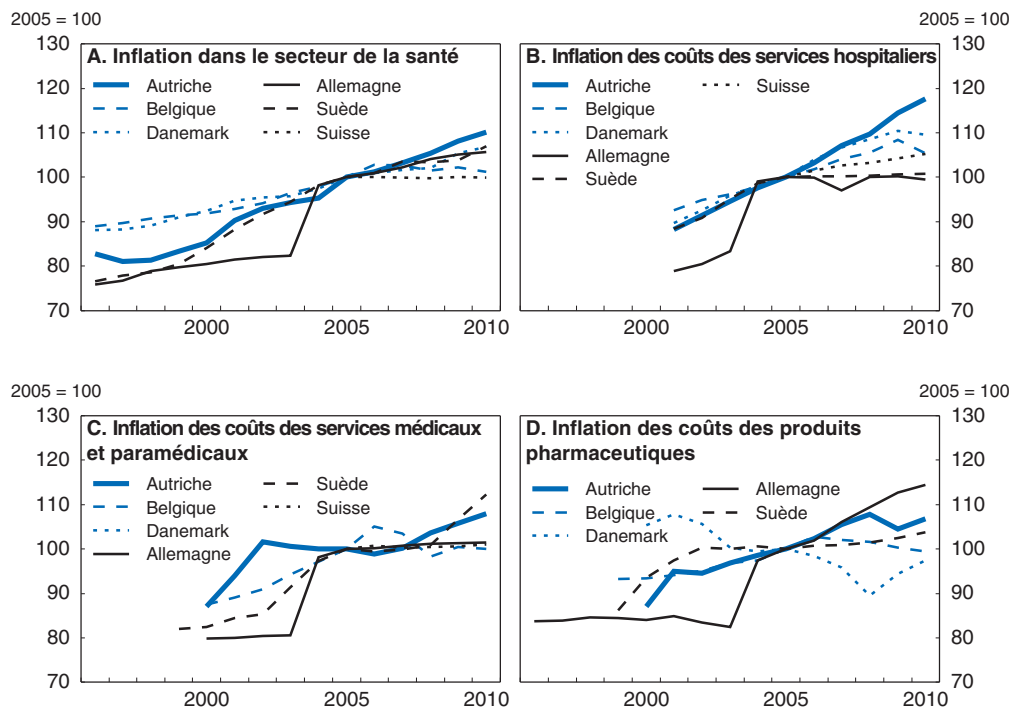 2005 = 100
2005 = 100
130
A. Inflation dans le secteur de la santé
B. Inflation des coûts des services hospitaliers
130
120
Autriche
Allemagne
Autriche
Suisse
120
Belgique
Suède
Belgique
110
Danemark
Suisse
Danemark
110
Allemagne
100
Suède
100
90
90
80
80
70
70
2000
2005
2010
2000
2005
2010
2005 = 100
2005 = 100
130
C. Inflation des coûts des services médicaux
et paramédicaux
D. Inflation des coûts des produits
pharmaceutiques
130
120
120
Autriche
Suède
Autriche
Allemagne
110
Belgique
Suisse
Belgique
Suède
110
Danemark
Danemark
Allemagne
100
100
90
90
80
80
70
70
2000
2005
2010
2000
2005
2010